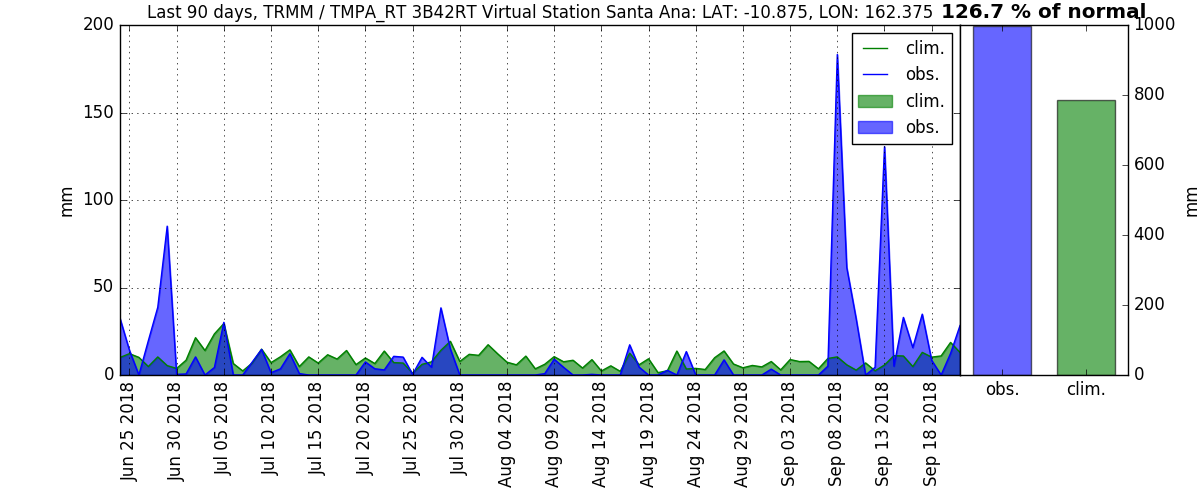 Last 90 days, TRMM / TMPA_RT 3B42RT Virtual Station Santa Ana: LAT: -10.875, LON: 162.375 126.7 % of normal
200
150
100
50
0
mm
clim.
obs.
clim.
obs.
1000
800
600
400
200
0
mm
obs.
clim.
Jun 25 2018
Jun 30 2018
Jul 05 2018
Jul 10 2018
Jul 15 2018
Jul 20 2018
Jul 25 2018
Jul 30 2018
Aug 04 2018
Aug 09 2018
Aug 14 2018
Aug 19 2018
Aug 24 2018
Aug 29 2018
Sep 03 2018
Sep 08 2018
Sep 13 2018
Sep 18 2018